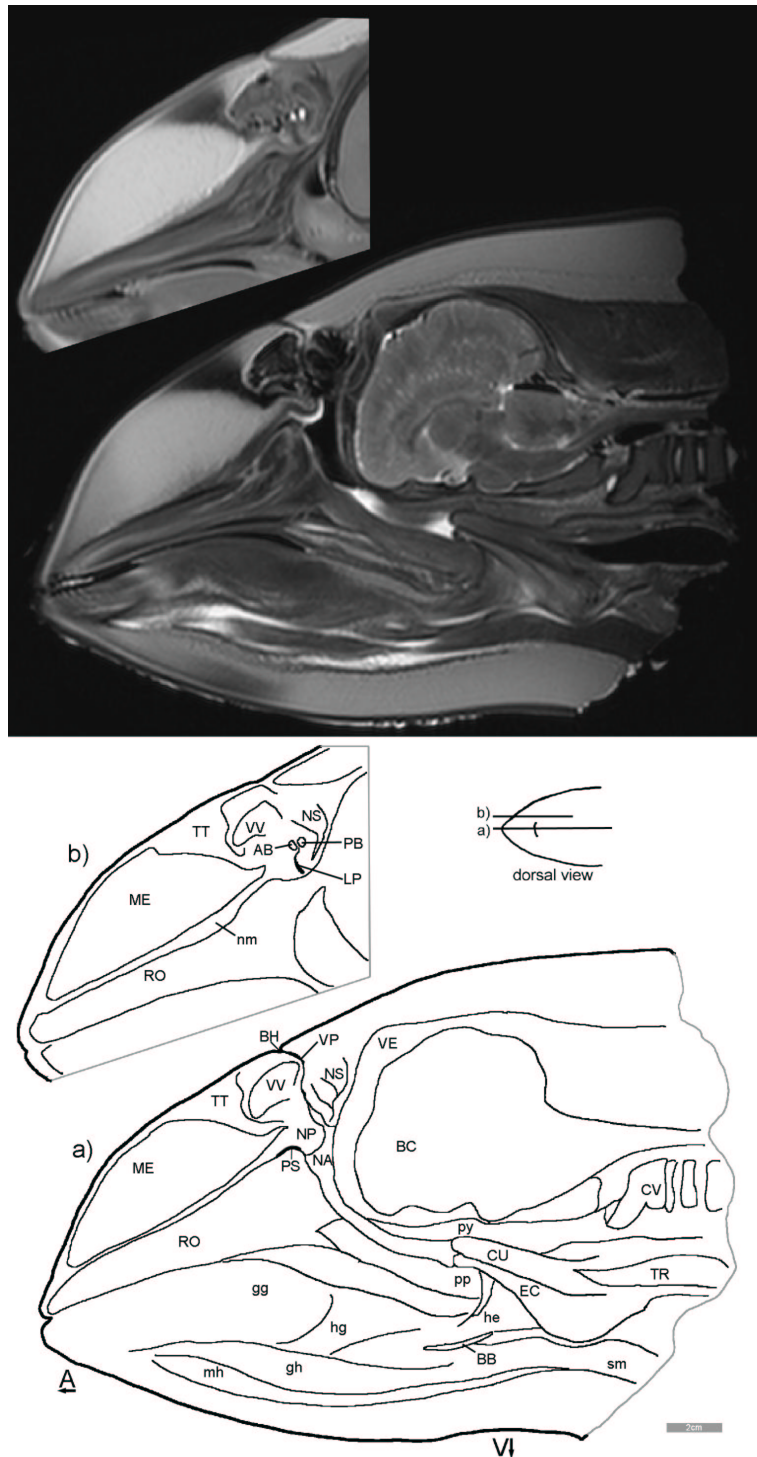 b)
TT
VV
NS
AB
PB
LP
ME
nm
RO
b)
a)
dorsal view
BH
VP
VE
TT
VV
NS
a)
ME
NP
PS
NA
BC
CV
RO
py
CU
TR
gg
pp
EC
hg
he
BB
mh
gh
sm
A
V
2cm